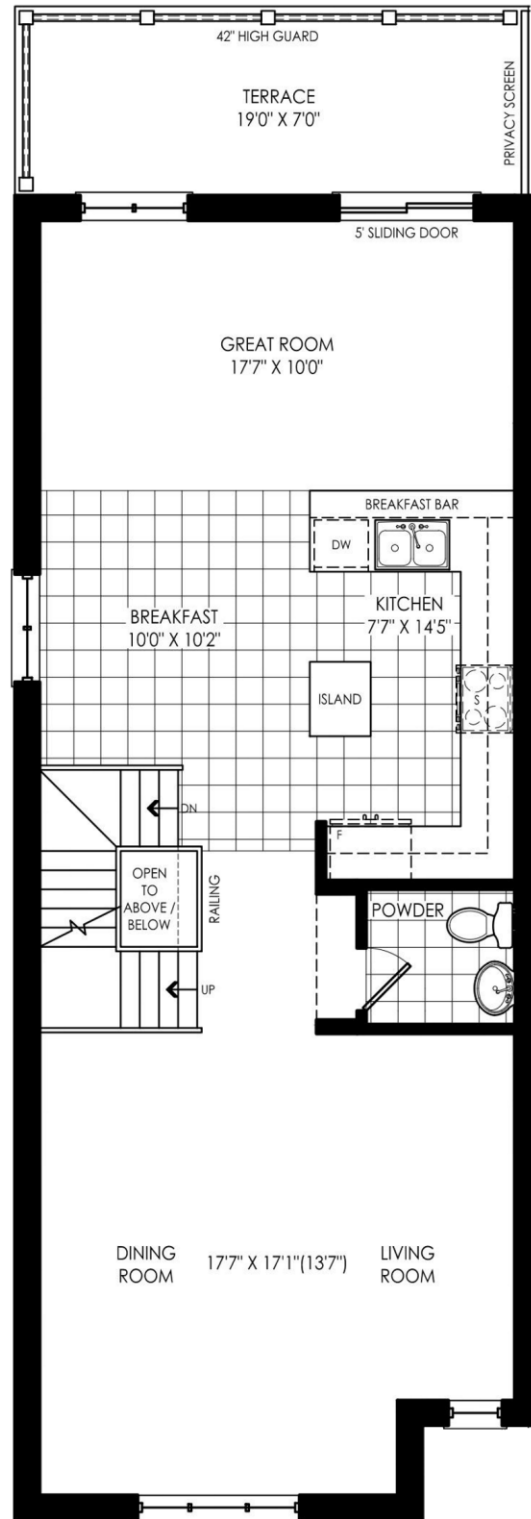 42" HIGH GUARD
TERRACE
19'0" X 7'0"
PRIVACY SCREEN
5' SLIDING DOOR
GREAT ROOM
17'7" X 10'0"
BREAKFAST BAR
DW
BREAKFAST
10'0" X 10'2"
KITCHEN
7'7" X 14'5"
ISLAND
S
DN
F
OPEN
TO
ABOVE /
BELOW
RAILING
POWDER
UP
DINING
ROOM
17'7" X 17'1"(13'7")
LIVING
ROOM